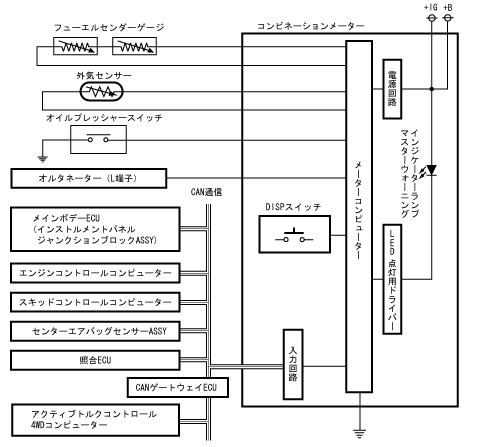 +IG +B
フューエルセンダーゲージ
コンビネーションメーター
外気センサー
電源回路
オイルプレッシャースイッチ
インジケーターランプ
マスターウォーニング
メーターコンピューター
オルタネーター (L端子)
CAN通信
DISPスイッチ
メインボデーECU
(インストルメントパネル
ジャンクションブロックASSY)
LED点灯用ドライバー
エンジンコントロールコンピューター
スキッドコントロールコンピューター
センターエアバッグセンサーASSY
照合ECU
入力回路
CANゲートウェイECU
アクティブトルクコントロール
4WDコンピューター